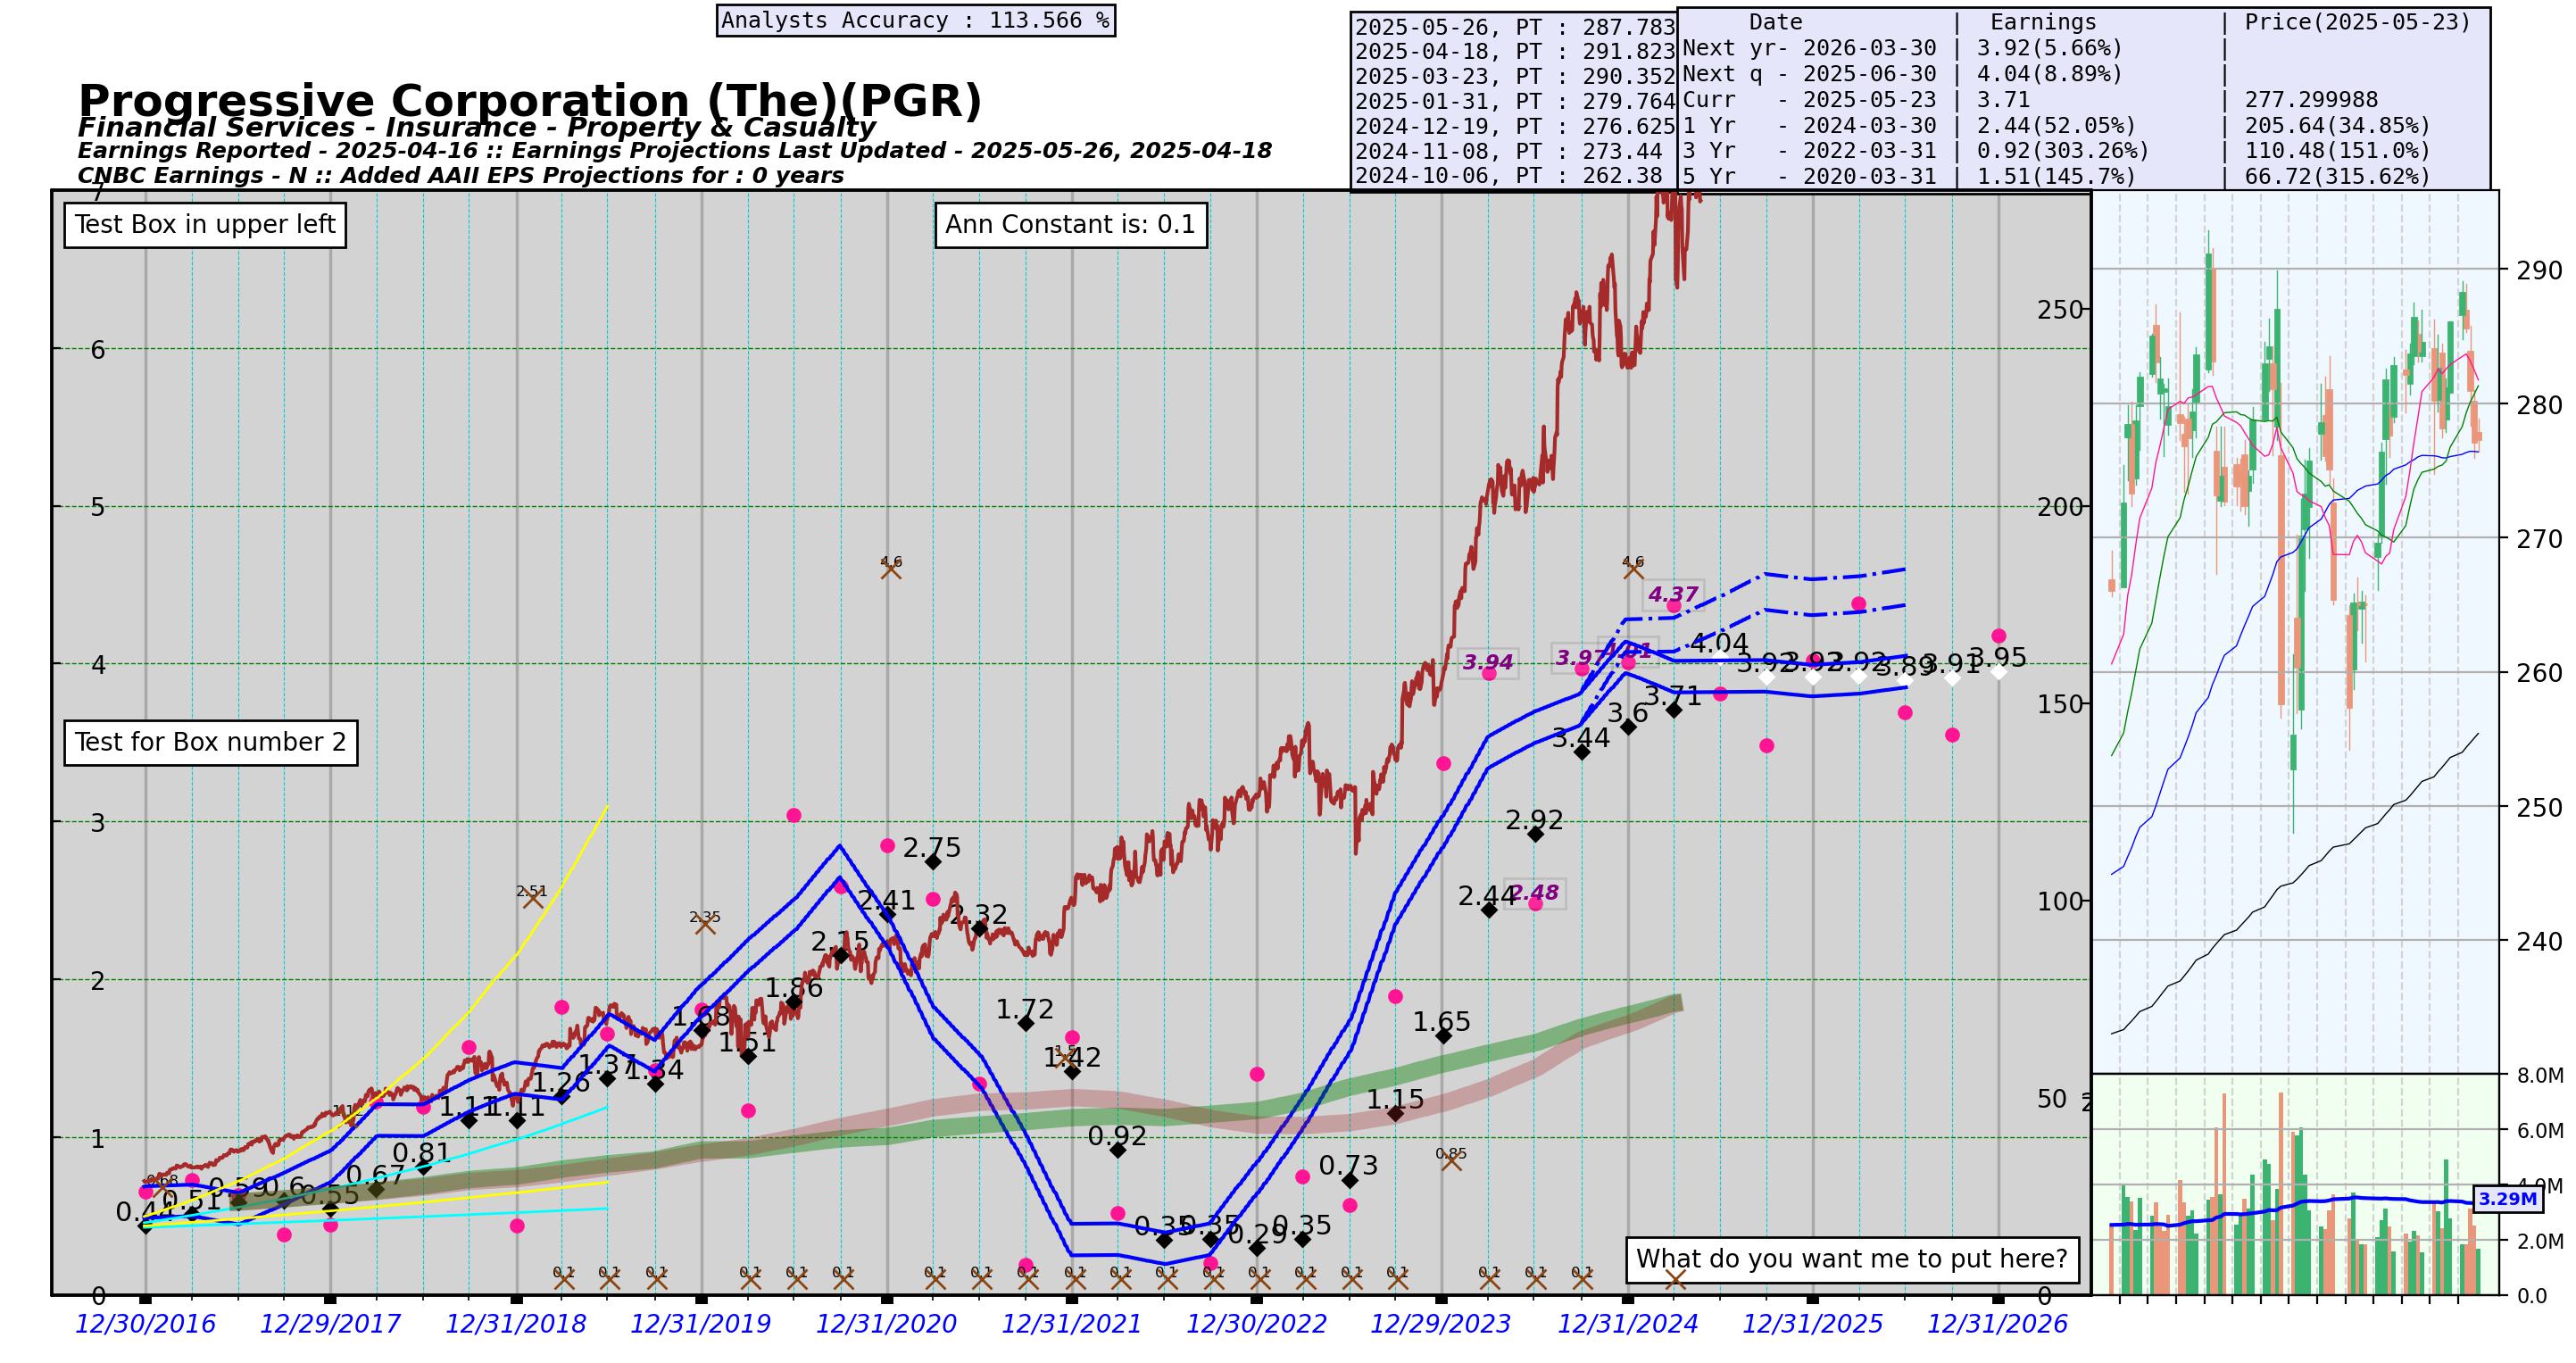 Analysts Accuracy : 113.566 %
2025-05-26, PT : 287.783
2025-04-18, PT : 291.823
2025-03-23, PT : 290.352
2025-01-31, PT : 279.764
2024-12-19, PT : 276.625
2024-11-08, PT : 273.44
2024-10-06, PT : 262.38
Date | Earnings | Price(2025-05-23)
Next yr- 2026-03-30 | 3.92(5.66%) |
Next q - 2025-06-30 | 4.04(8.89%) |
Curr - 2025-05-23 | 3.71 | 277.299988
1 Yr - 2024-03-30 | 2.44(52.05%) | 205.64(34.85%)
3 Yr - 2022-03-31 | 0.92(303.26%) | 110.48(151.0%)
5 Yr - 2020-03-31 | 1.51(145.7%) | 66.72(315.62%)
Progressive Corporation (The)(PGR)
Financial Services - Insurance - Property & Casualty
Earnings Reported - 2025-04-16 :: Earnings Projections Last Updated - 2025-05-26, 2025-04-18
CNBC Earnings - N :: Added AAII EPS Projections for : 0 years
Test Box in upper left
Ann Constant is: 0.1
Test for Box number 2
What do you want me to put here?
7
6
5
4
3
2
1
0
250
200
150
100
50
0
290
280
270
260
250
240
8.0M
6.0M
4.0M
3.29M
2.0M
0.0
4.6
4.6
4.37
3.94
3.97
4.04
3.92
3.92
3.92
3.89
3.91
3.95
3.71
3.6
3.44
2.92
2.44
2.48
2.75
2.41
2.32
2.51
2.35
2.15
1.86
1.68
1.51
1.72
1.5
1.42
1.65
1.37
1.34
1.26
1.11
1.11
1.15
0.92
0.85
0.81
0.73
0.67
0.68
0.51
0.59
0.6
0.55
0.35
0.35
0.29
0.35
0.1 0.1 0.1 0.1 0.1 0.1 0.1 0.1 0.1 0.1 0.1 0.1 0.1 0.1 0.1 0.1 0.1 0.1 0.1 0.1
12/30/2016 12/29/2017 12/31/2018 12/31/2019 12/31/2020 12/31/2021 12/30/2022 12/29/2023 12/31/2024 12/31/2025 12/31/2026